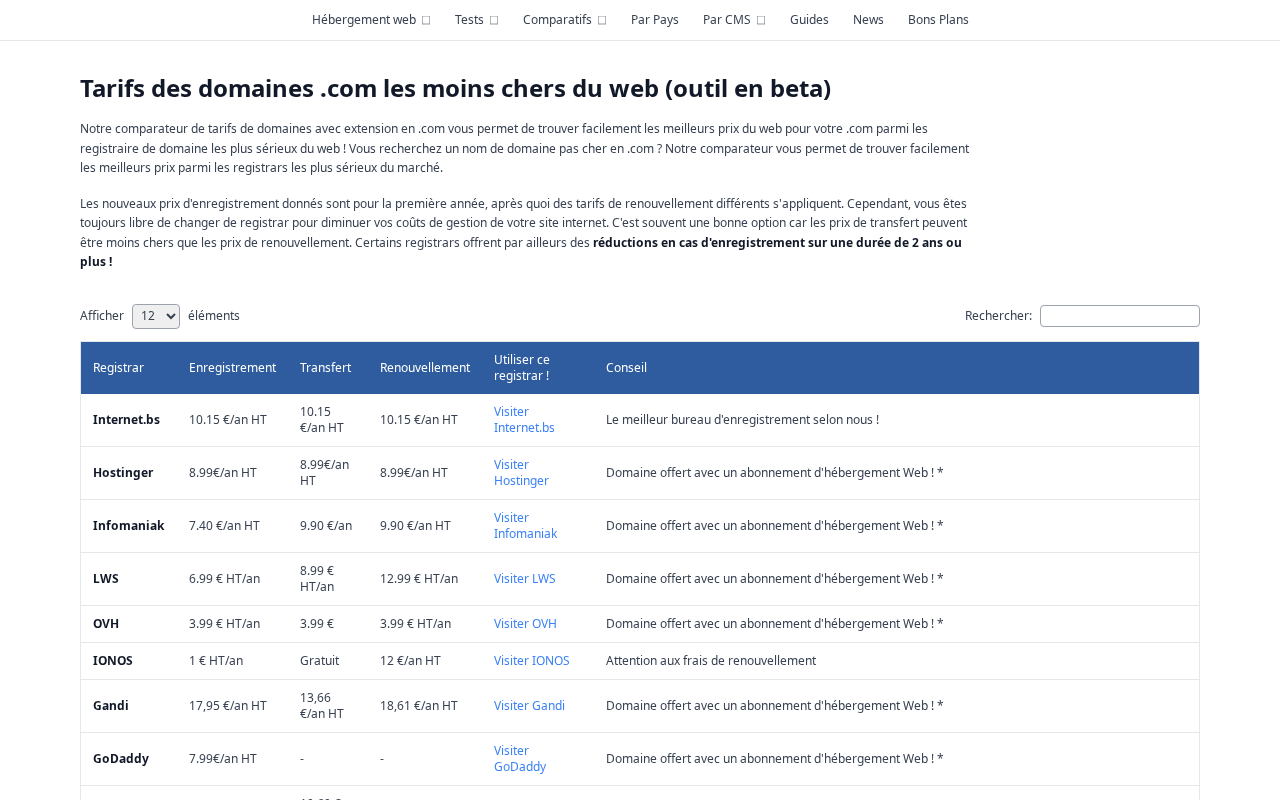 Hébergement web Tests Comparatifs Par Pays Par CMS Guides News Bons Plans
Tarifs des domaines .com les moins chers du web (outil en beta)
Notre comparateur de tarifs de domaines avec extension en .com vous permet de trouver facilement les meilleurs prix du web pour votre .com parmi les
registraire de domaine les plus sérieux du web ! Vous recherchez un nom de domaine pas cher en .com ? Notre comparateur vous permet de trouver facilement
les meilleurs prix parmi les registrars les plus sérieux du marché.
Les nouveaux prix d'enregistrement donnés sont pour la première année, après quoi des tarifs de renouvellement différents s'appliquent. Cependant, vous êtes
toujours libre de changer de registrar pour diminuer vos coûts de gestion de votre site internet. C'est souvent une bonne option car les prix de transfert peuvent
être moins chers que les prix de renouvellement. Certains registrars offrent par ailleurs des réductions en cas d'enregistrement sur une durée de 2 ans ou
plus !
Afficher 12 éléments Rechercher:
Registrar Enregistrement Transfert Renouvellement Utiliser ce
registrar ! Conseil
Internet.bs 10.15 €/an HT 10.15
€/an HT 10.15 €/an HT Visiter
Internet.bs Le meilleur bureau d'enregistrement selon nous !
Hostinger 8.99€/an HT 8.99€/an
HT 8.99€/an HT Visiter
Hostinger Domaine offert avec un abonnement d'hébergement Web ! *
Infomaniak 7.40 €/an HT 9.90 €/an 9.90 €/an HT Visiter
Infomaniak Domaine offert avec un abonnement d'hébergement Web ! *
LWS 6.99 € HT/an 8.99 €
HT/an 12.99 € HT/an Visiter LWS Domaine offert avec un abonnement d'hébergement Web ! *
OVH 3.99 € HT/an 3.99 € 3.99 € HT/an Visiter OVH Domaine offert avec un abonnement d'hébergement Web ! *
IONOS 1 € HT/an Gratuit 12 €/an HT Visiter IONOS Attention aux frais de renouvellement
Gandi 17,95 €/an HT 13,66
€/an HT 18,61 €/an HT Visiter Gandi Domaine offert avec un abonnement d'hébergement Web ! *
GoDaddy 7.99€/an HT - - Visiter
GoDaddy Domaine offert avec un abonnement d'hébergement Web ! *